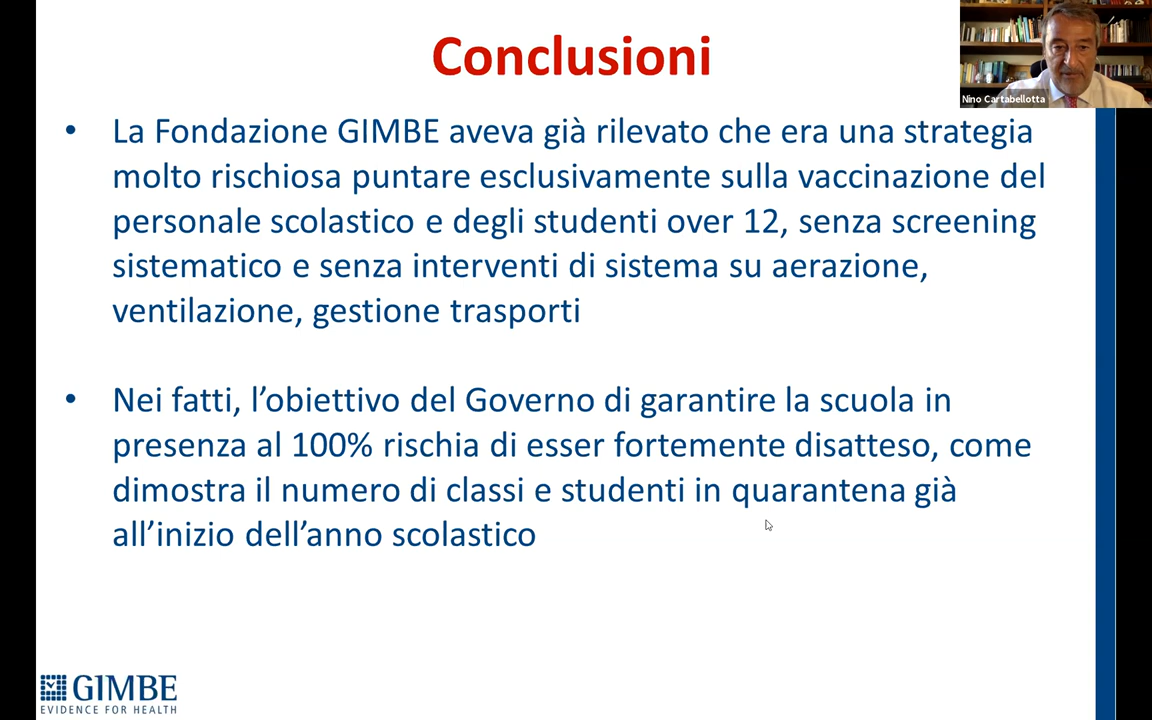 Conclusioni
Nino Cartabellotta
• La Fondazione GIMBE aveva già rilevato che era una strategia
molto rischiosa puntare esclusivamente sulla vaccinazione del
personale scolastico e degli studenti over 12, senza screening
sistematico e senza interventi di sistema su aerazione,
ventilazione, gestione trasporti
• Nei fatti, l’obiettivo del Governo di garantire la scuola in
presenza al 100% rischia di esser fortemente disatteso, come
dimostra il numero di classi e studenti in quarantena già
all’inizio dell’anno scolastico
GIMBE
EVIDENCE FOR HEALTH